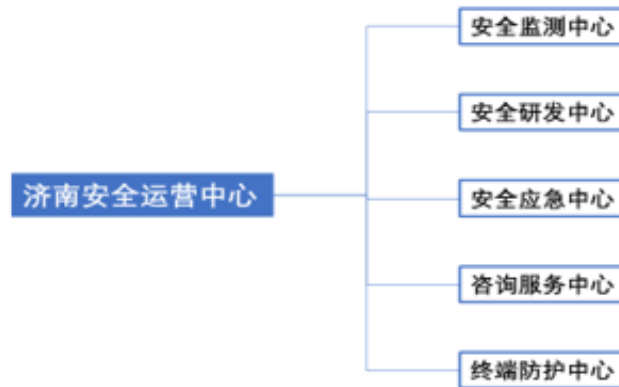 安全监测中心
安全研发中心
济南安全运营中心
安全应急中心
咨询服务中心
终端防护中心